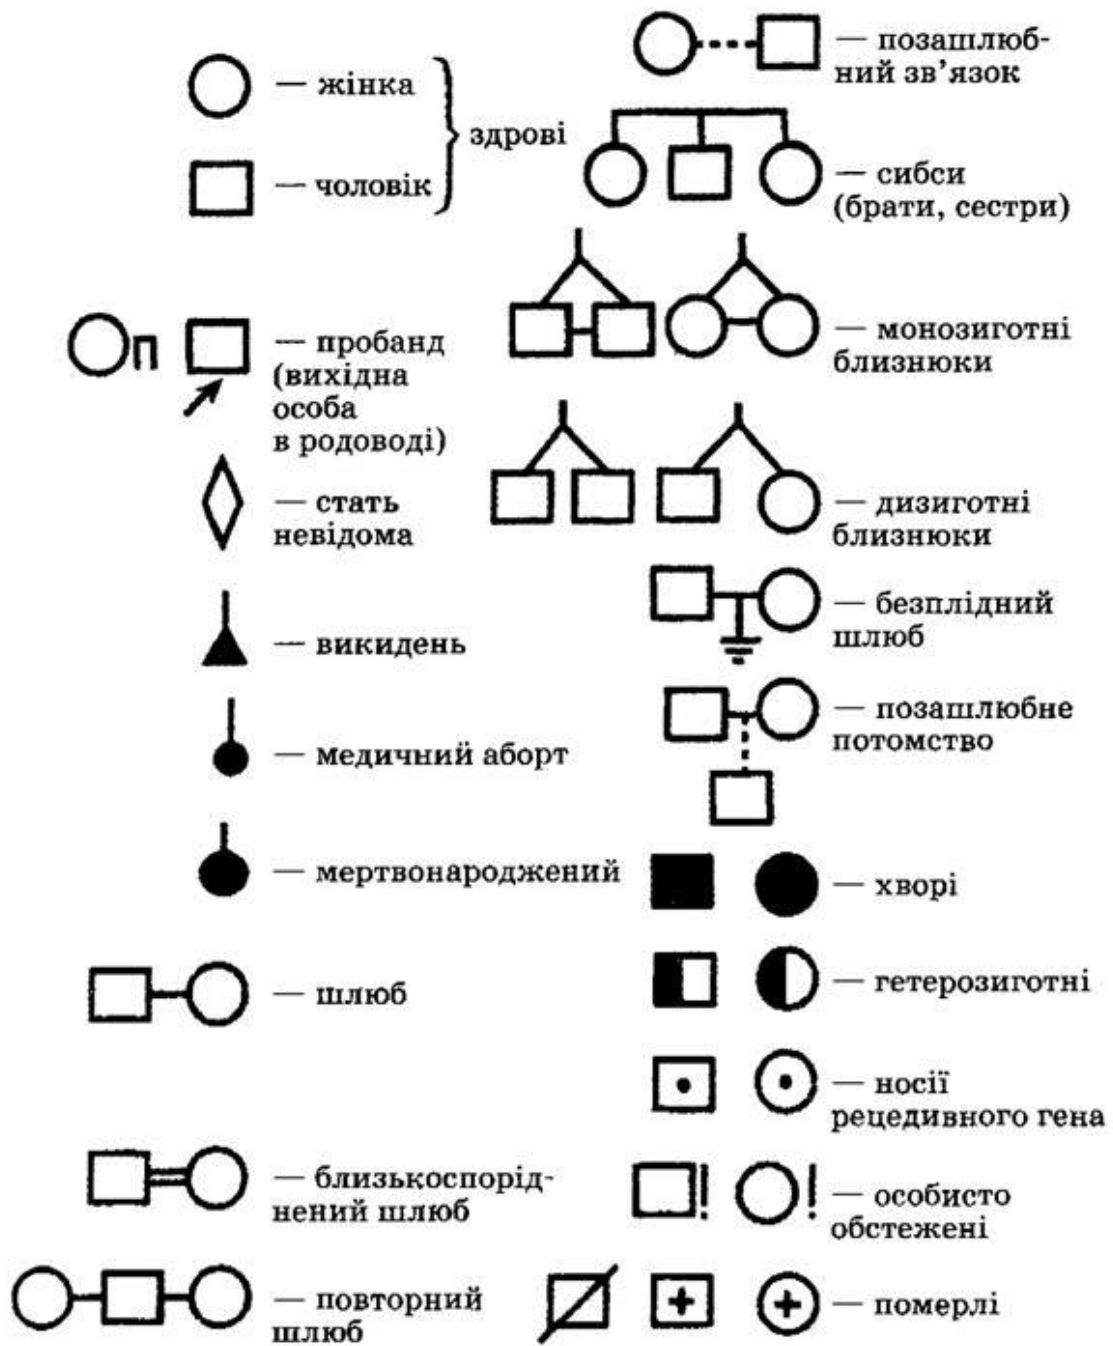 — жінка
— чоловік
здрові
п
— пробанд
(вихідна
особа
в родоводі)
— стать
невідома
— викидень
— медичний аборт
— мертвонароджений
— шлюб
— близькоспорід-
нений шлюб
— повторний
шлюб
— позашлюб-
ний зв’язок
— сибси
(брати, сестри)
— монозиготні
близнюки
— дизиготні
близнюки
— безплідний
шлюб
— позашлюбне
потомство
— хворі
— гетерозиготні
— носії
рецедивного гена
! ! — особисто
обстежені
— померлі